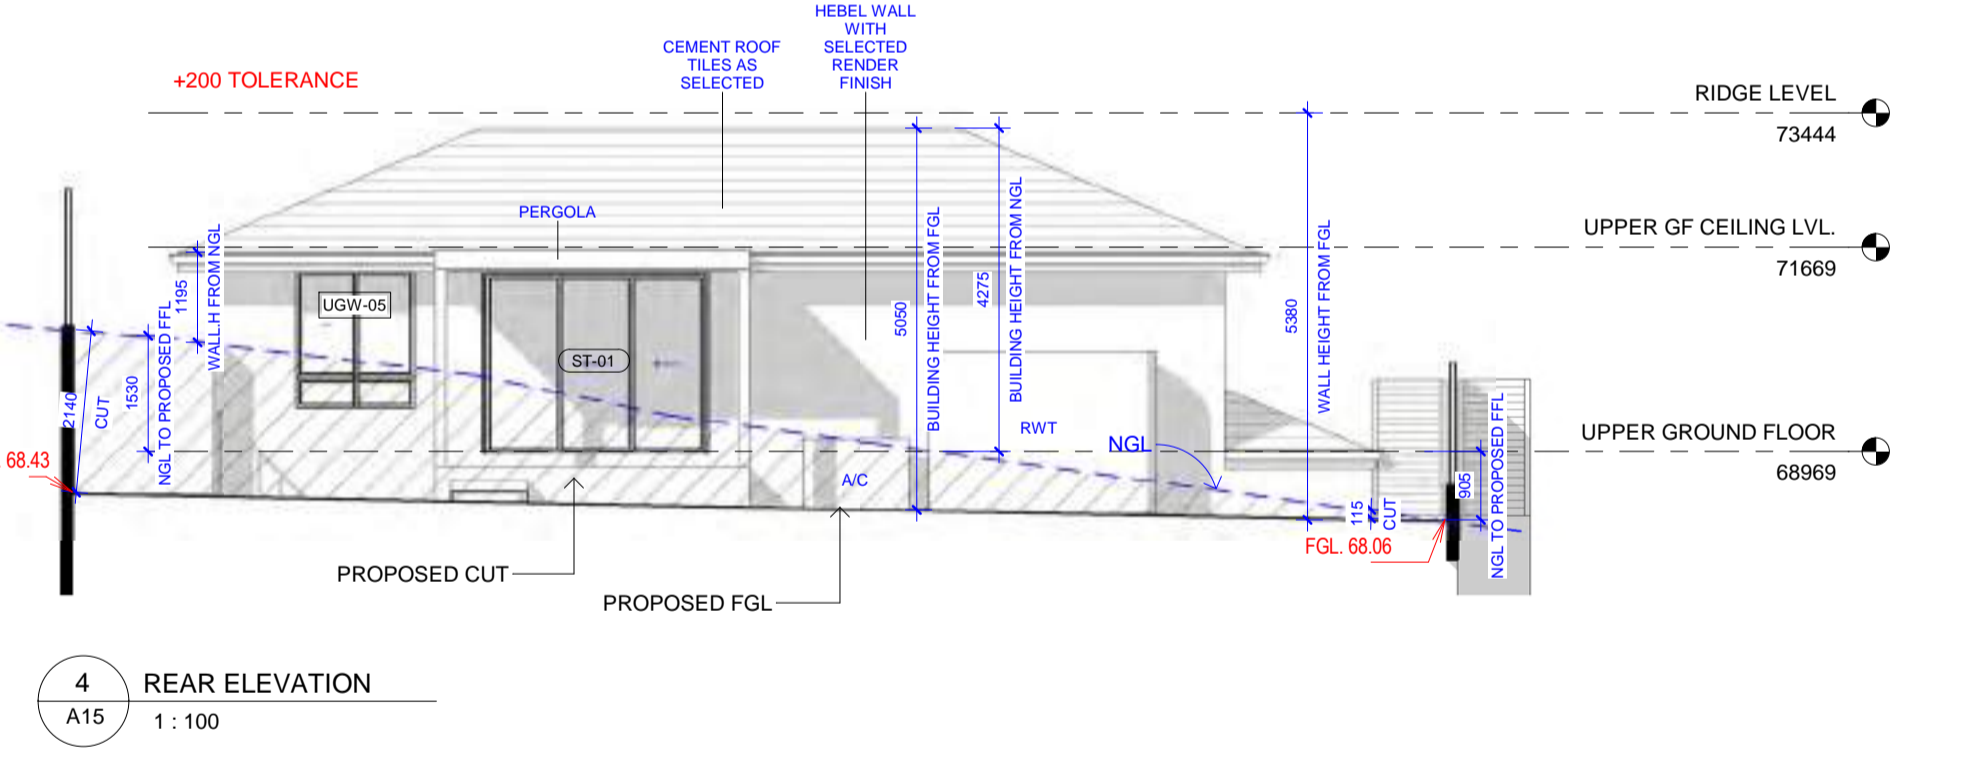 HEBEL WALL
WITH
SELECTED
RENDER
FINISH
CEMENT ROOF
TILES AS
SELECTED
+200 TOLERANCE
RIDGE LEVEL
73444
PERGOLA
UPPER GF CEILING LVL.
71669
1195
WALL.H FROM NGL
UGW-05
ST-01
5050
BUILDING HEIGHT FROM FGL
4275
BUILDING HEIGHT FROM NGL
5380
WALL HEIGHT FROM FGL
2140
CUT
1530
NGL TO PROPOSED FFL
RWT
NGL
UPPER GROUND FLOOR
68969
68.43
A/C
115
CUT
905
NGL TO PROPOSED FFL
FGL. 68.06
PROPOSED CUT
PROPOSED FGL
4
A15
REAR ELEVATION
1 : 100